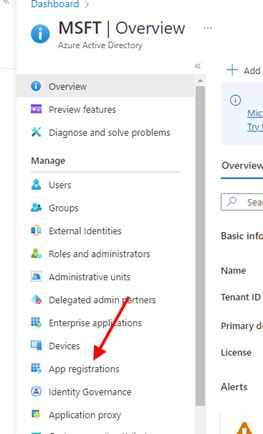 Dashboard >
MSFT | Overview ...
Azure Active Directory
Overview
Preview features
Diagnose and solve problems
Manage
Users
Groups
External Identities
Roles and administrators
Administrative units
Delegated admin partners
Enterprise applications
Devices
App registrations
Identity Governance
Application proxy
Add
Mic
Try t
Overview
Sea
Basic info
Name
Tenant ID
Primary do
License
Alerts